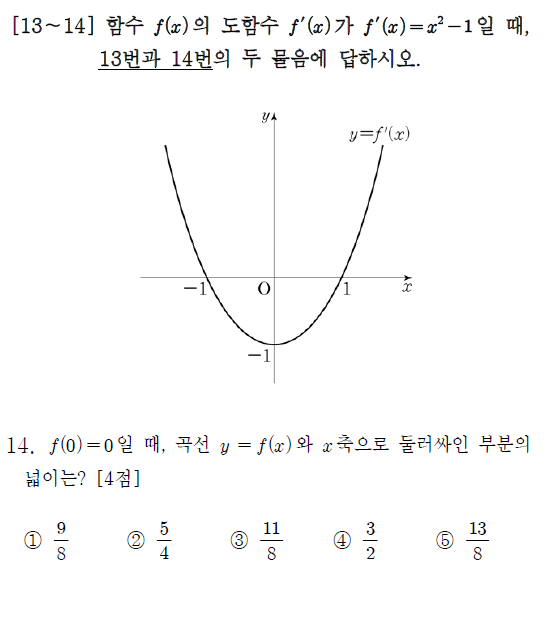 [13~14] 함수 f(x)의 도함수 f′(x)가 f′(x)=x²−1일 때,
13번과 14번의 두 물음에 답하시오.
y
y=f′(x)
−1 O 1 x
−1
14. f(0)=0일 때, 곡선 y = f(x)와 x축으로 둘러싸인 부분의
넓이는? [4점]
① 9/8 ② 5/4 ③ 11/8 ④ 3/2 ⑤ 13/8